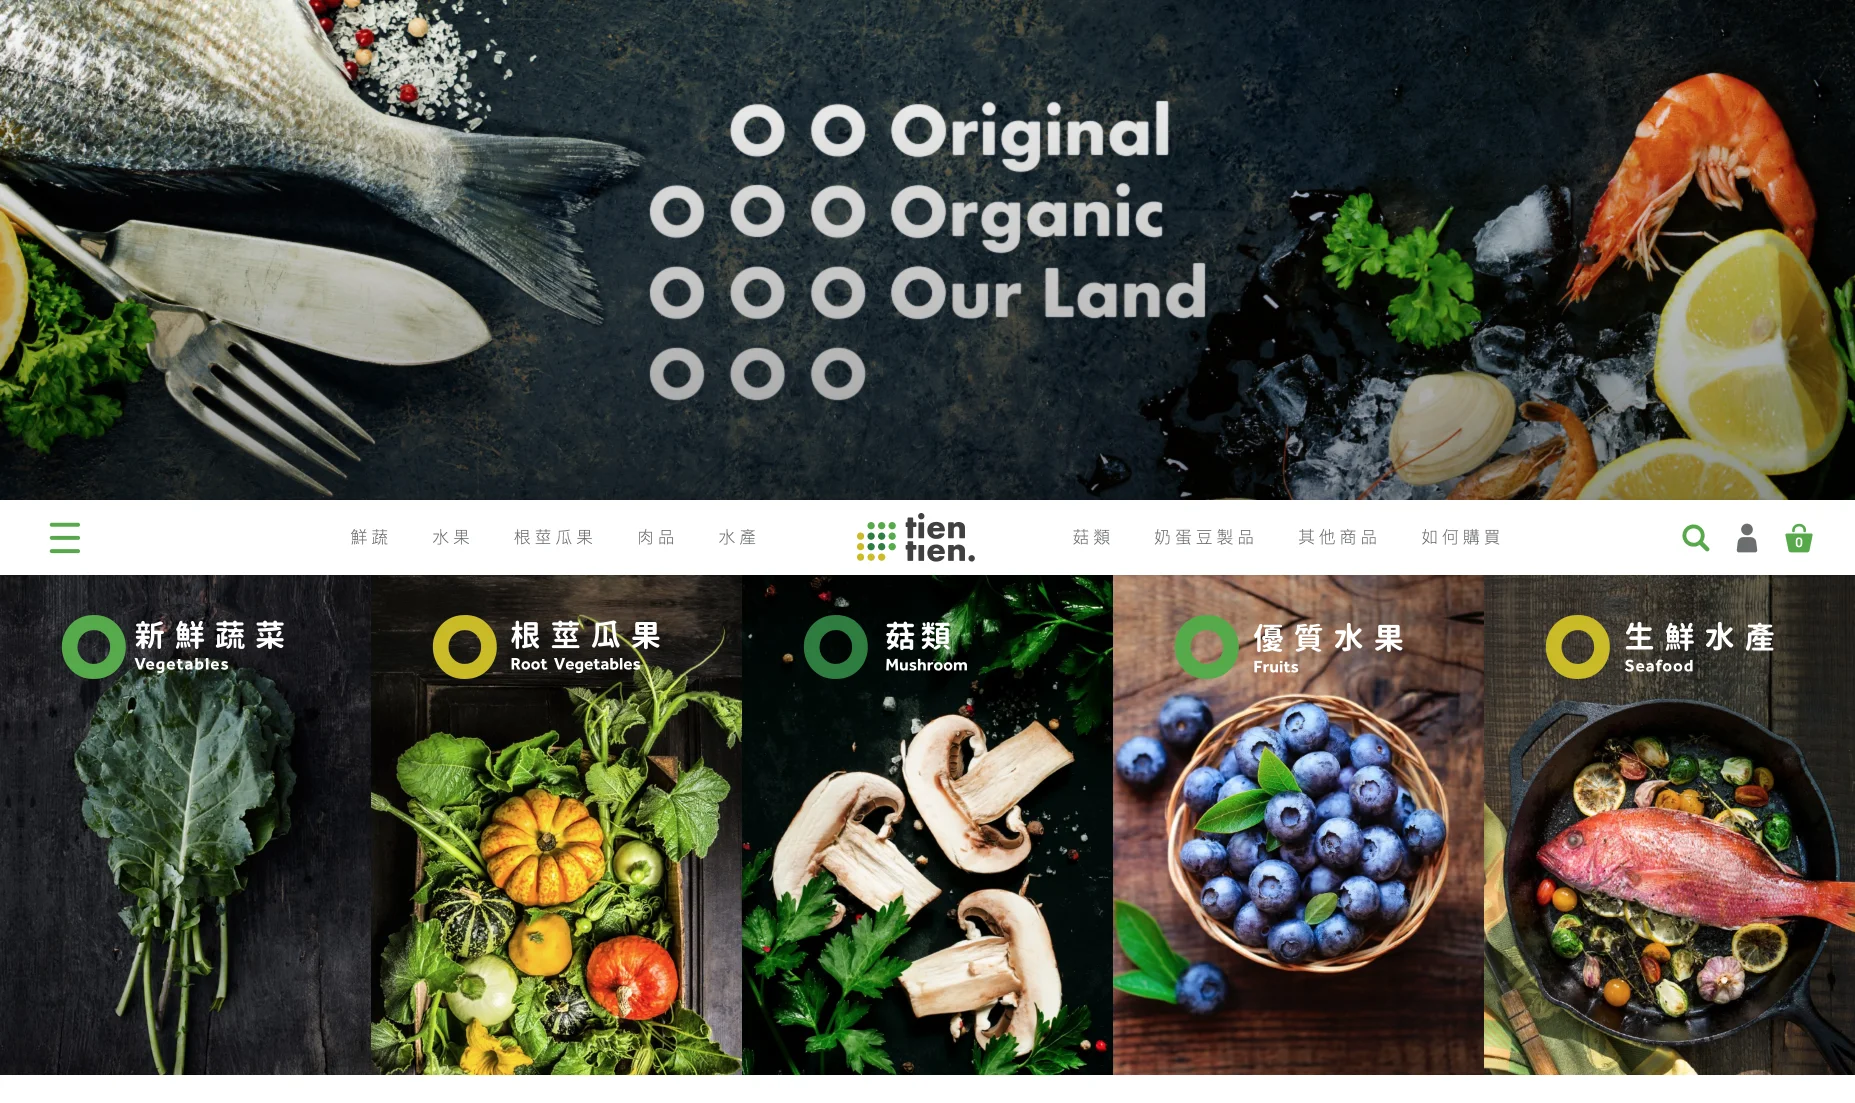 Original
Organic
Our Land
鮮蔬 水果 根莖瓜果 肉品 水產 tien tien. 菇類 奶蛋豆製品 其他商品 如何購買 0
新鮮蔬菜
Vegetables
根莖瓜果
Root Vegetables
菇類
Mushroom
優質水果
Fruits
生鮮水產
Seafood